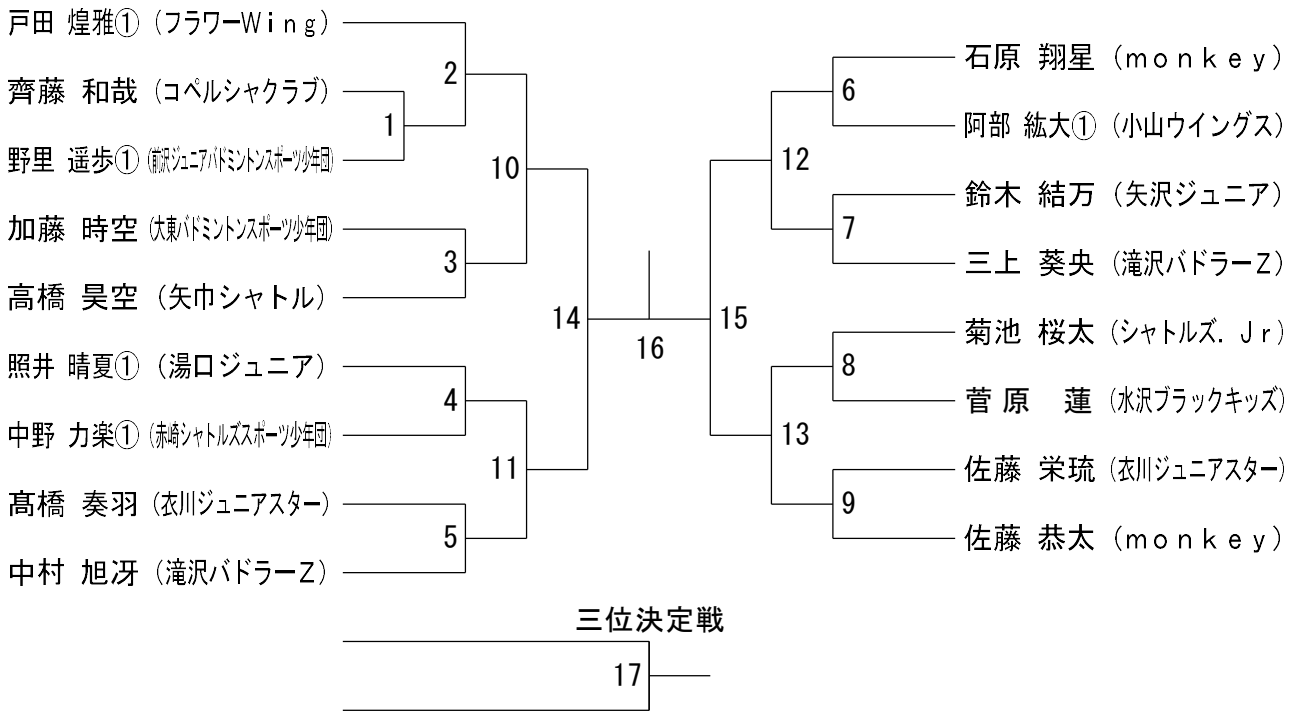 戸田 煌雅① (フラワーWing)
2
齊藤 和哉 (コペルシャクラブ)
1
野里 遥歩① (前沢ジュニアバドミントンスポーツ少年団)
10
加藤 時空 (大東バドミントンスポーツ少年団)
3
高橋 昊空 (矢巾シャトル)
14
照井 晴夏① (湯口ジュニア)
4
中野 力楽① (赤崎シャトルズスポーツ少年団)
11
髙橋 奏羽 (衣川ジュニアスター)
5
中村 旭冴 (滝沢バドラーZ)
16
石原 翔星 (monkey)
6
阿部 紘大① (小山ウイングス)
12
鈴木 結万 (矢沢ジュニア)
7
三上 葵央 (滝沢バドラーZ)
15
菊池 桜太 (シャトルズ.Jr)
8
菅原 蓮 (水沢ブラックキッズ)
13
佐藤 栄琉 (衣川ジュニアスター)
9
佐藤 恭太 (monkey)
三位決定戦
17